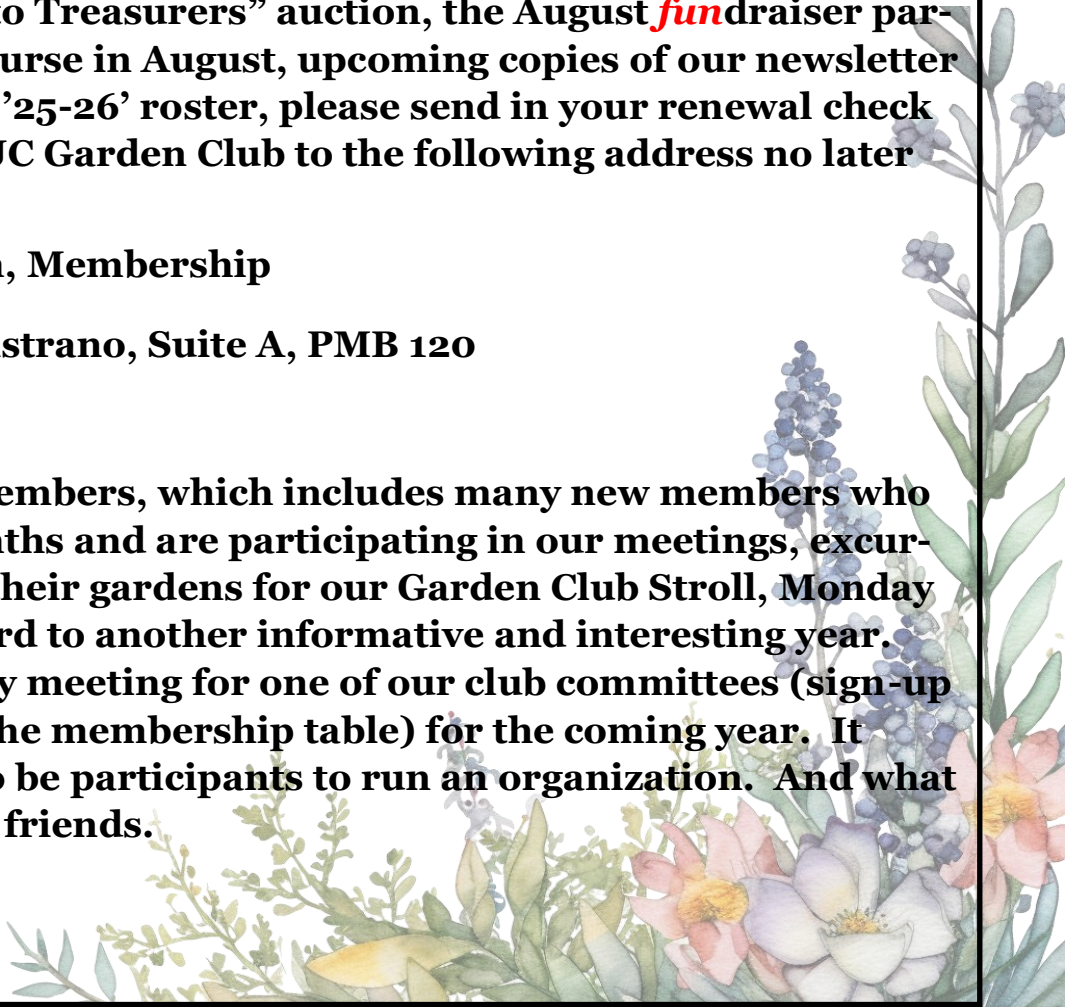 to Treasurers” auction, the August fundraiser par-
urse in August, upcoming copies of our newsletter
’25-26’ roster, please send in your renewal check
JC Garden Club to the following address no later
, Membership
strano, Suite A, PMB 120
embers, which includes many new members who
ths and are participating in our meetings, excur-
heir gardens for our Garden Club Stroll, Monday
rd to another informative and interesting year.
y meeting for one of our club committees (sign-up
he membership table) for the coming year.  It
o be participants to run an organization.  And what
friends.